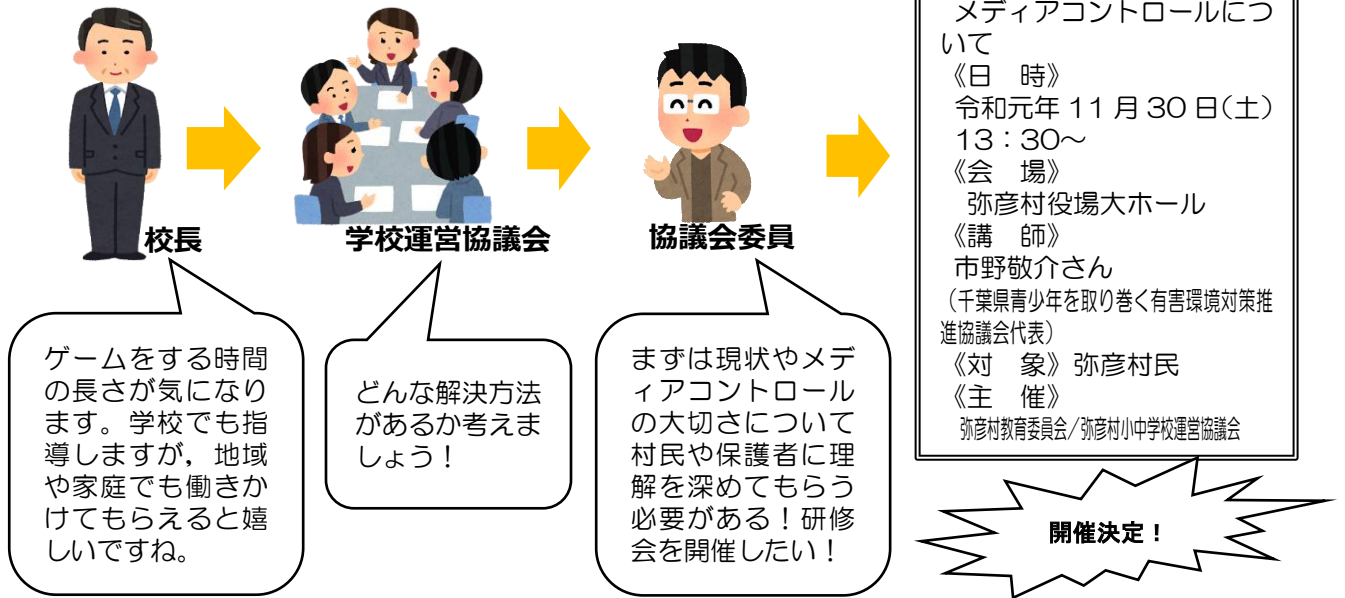 校長
ゲームをする時間
の長さが気になり
ます。学校でも指
導しますが，地域
や家庭でも働きか
けてもらえると嬉
しいですね。
学校運営協議会
どんな解決方法
があるか考えま
しょう！
協議会委員
まずは現状やメデ
ィアコントロール
の大切さについて
村民や保護者に理
解を深めてもらう
必要がある！研修
会を開催したい！
メディアコントロールにつ
いて
《日　時》
令和元年 11 月 30 日(土)
13：30～
《会　場》
弥彦村役場大ホール
《講　師》
市野敬介さん
（千葉県青少年を取り巻く有害環境対策推
進協議会代表）
《対　象》弥彦村民
《主　催》
弥彦村教育委員会／弥彦村小中学校運営協議会
開催決定！